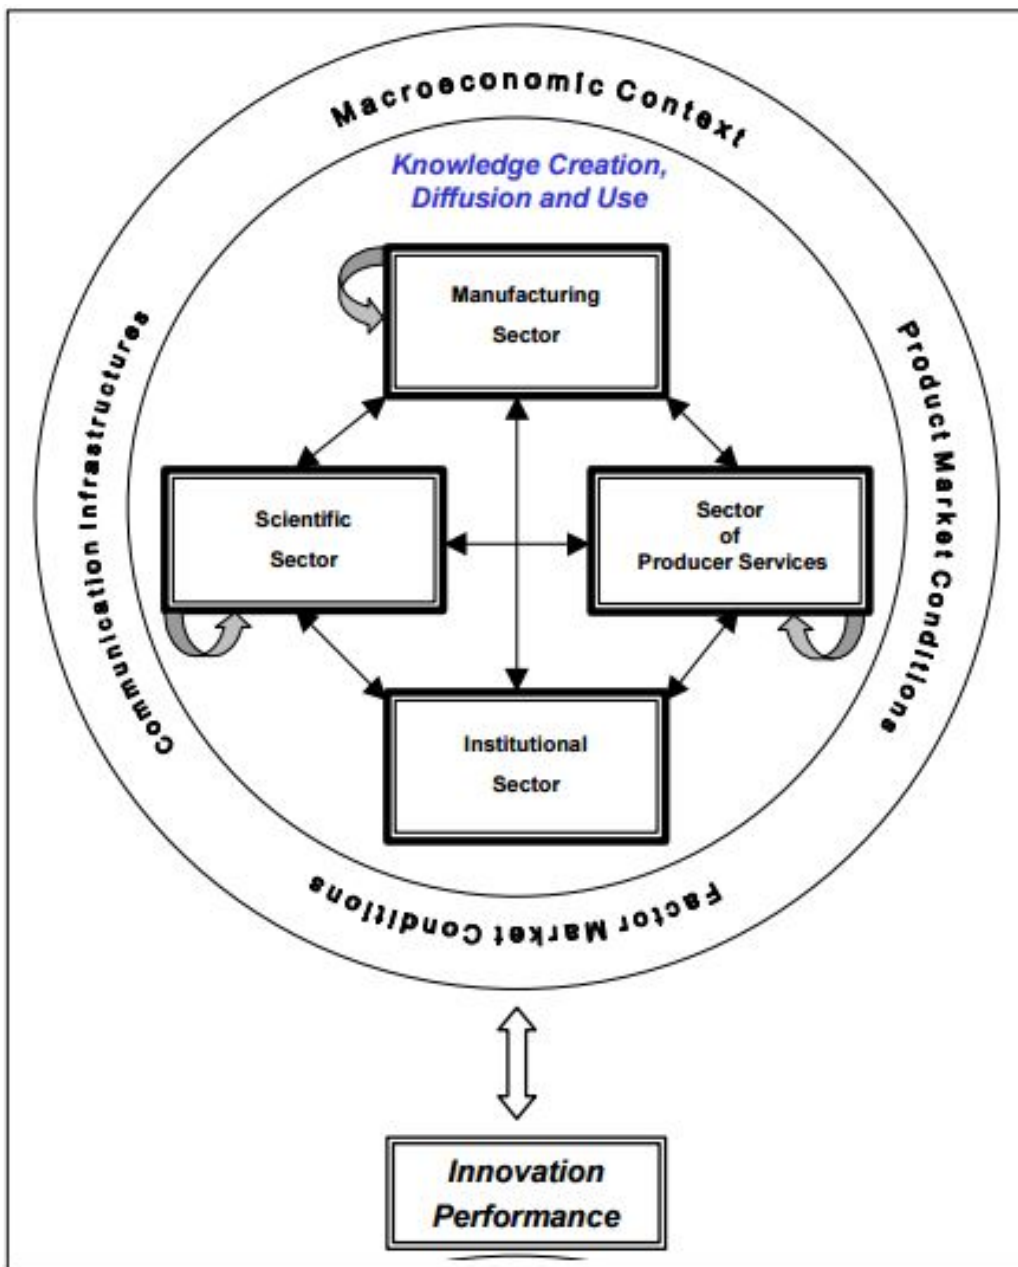 Macroeconomic Context
Knowledge Creation,
Diffusion and Use
Manufacturing
Sector
Communication Infrastructures
Product Market Conditions
Scientific
Sector
Sector
of
Producer Services
Institutional
Sector
Factor Market Conditions
Innovation
Performance